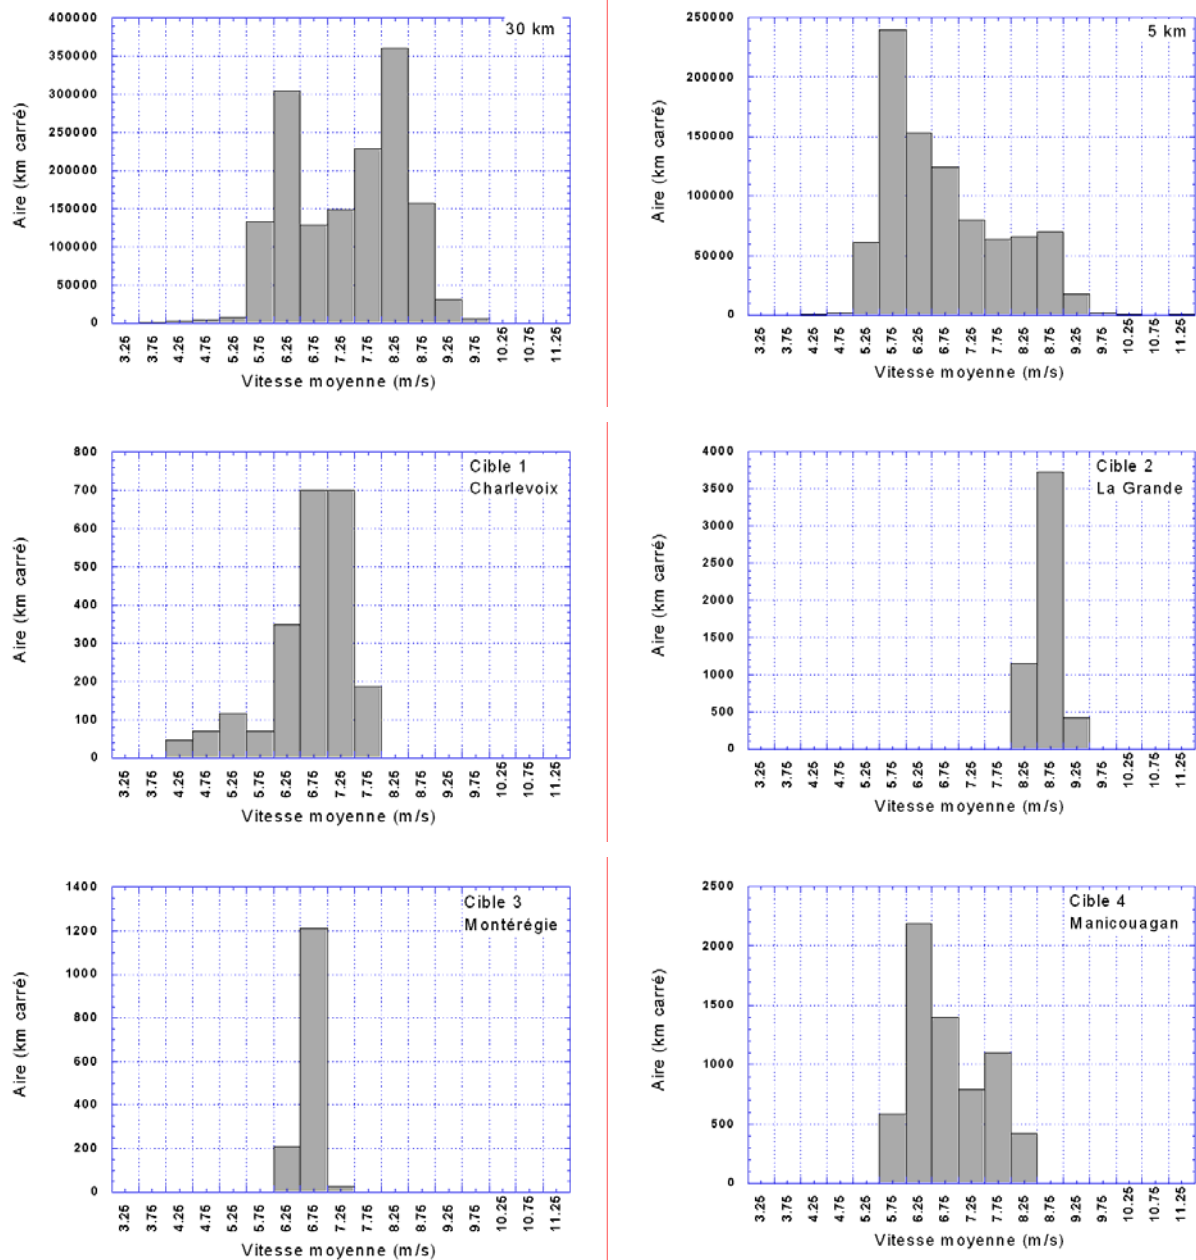 30 km
Aire (km carré)
400000
350000
300000
250000
200000
150000
100000
50000
0
3.25 3.75 4.25 4.75 5.25 5.75 6.25 6.75 7.25 7.75 8.25 8.75 9.25 9.75 10.25 10.75 11.25
Vitesse moyenne (m/s)
5 km
Aire (km carré)
250000
200000
150000
100000
50000
0
3.25 3.75 4.25 4.75 5.25 5.75 6.25 6.75 7.25 7.75 8.25 8.75 9.25 9.75 10.25 10.75 11.25
Vitesse moyenne (m/s)
Cible 1
Charlevoix
Aire (km carré)
800
700
600
500
400
300
200
100
0
3.25 3.75 4.25 4.75 5.25 5.75 6.25 6.75 7.25 7.75 8.25 8.75 9.25 9.75 10.25 10.75 11.25
Vitesse moyenne (m/s)
Cible 2
La Grande
Aire (km carré)
4000
3500
3000
2500
2000
1500
1000
500
0
3.25 3.75 4.25 4.75 5.25 5.75 6.25 6.75 7.25 7.75 8.25 8.75 9.25 9.75 10.25 10.75 11.25
Vitesse moyenne (m/s)
Cible 3
Montérégie
Aire (km carré)
1400
1200
1000
800
600
400
200
0
3.25 3.75 4.25 4.75 5.25 5.75 6.25 6.75 7.25 7.75 8.25 8.75 9.25 9.75 10.25 10.75 11.25
Vitesse moyenne (m/s)
Cible 4
Manicouagan
Aire (km carré)
2500
2000
1500
1000
500
0
3.25 3.75 4.25 4.75 5.25 5.75 6.25 6.75 7.25 7.75 8.25 8.75 9.25 9.75 10.25 10.75 11.25
Vitesse moyenne (m/s)